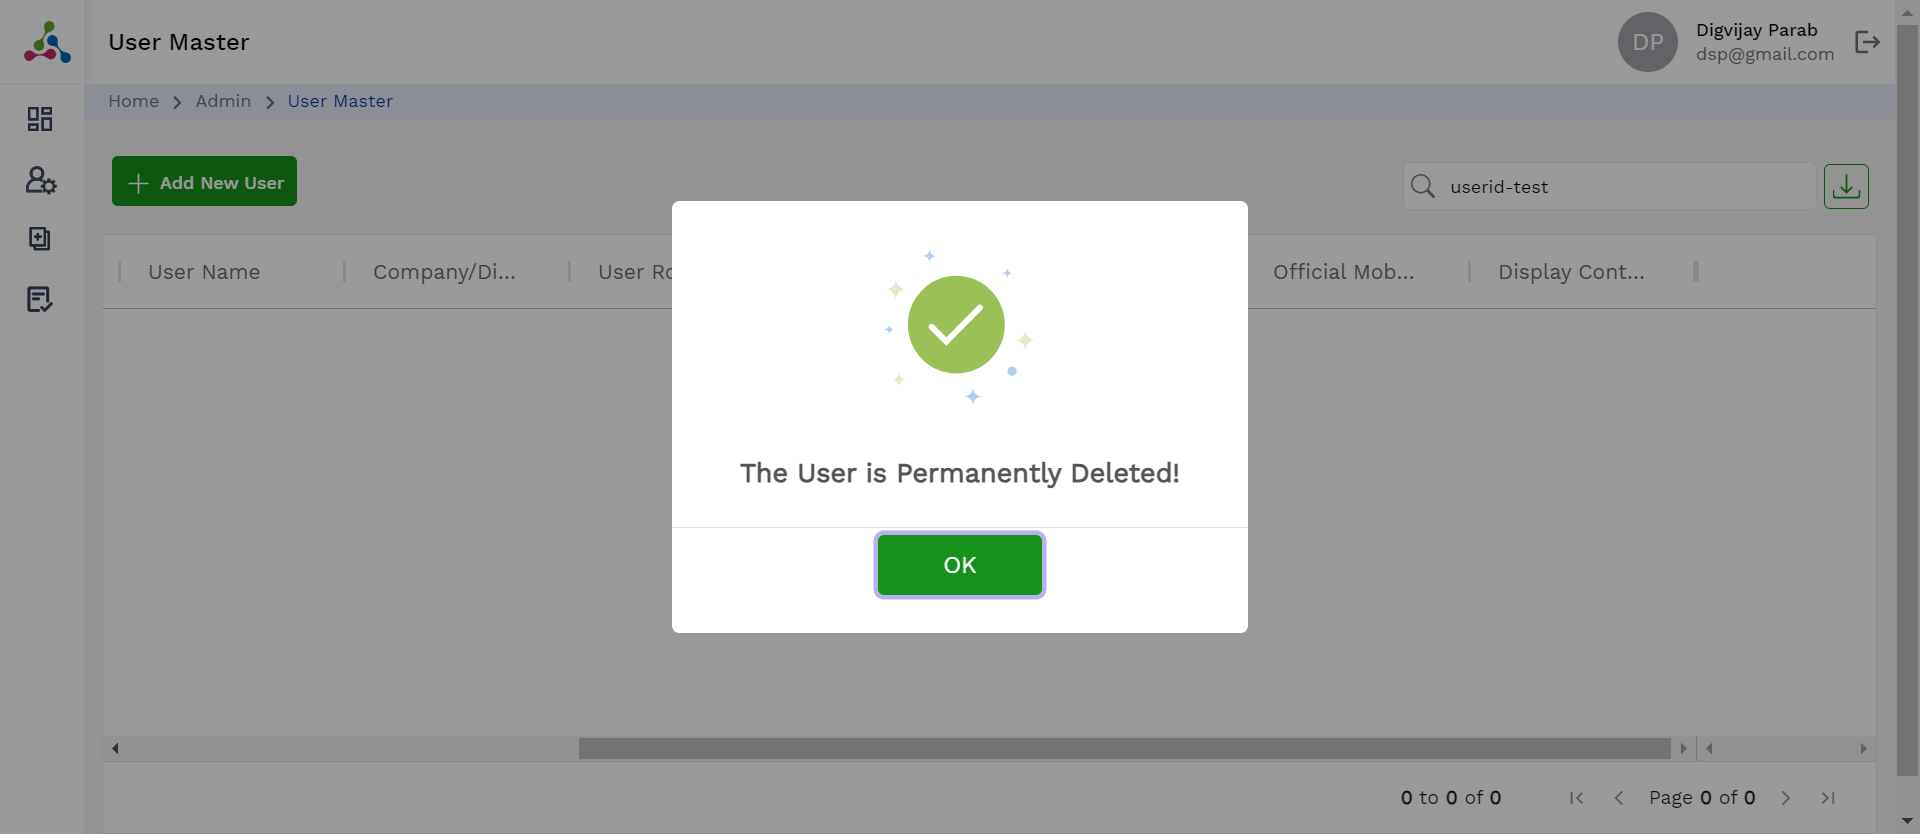 User Master
DP
Digvijay Parab
dsp@gmail.com
Home
Admin
User Master
Add New User
userid-test
User Name
Company/Di...
User Ro
Official Mob...
Display Cont...
The User is Permanently Deleted!
OK
0 to 0 of 0
Page 0 of 0